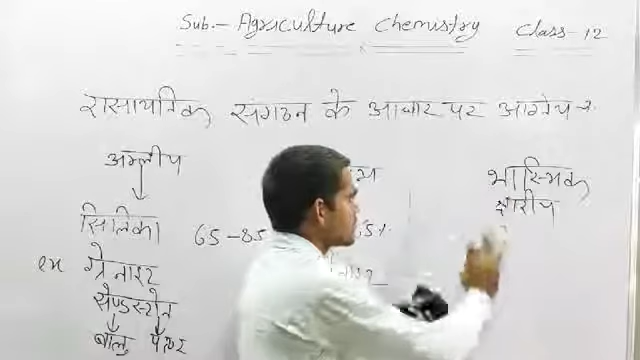 Sub.- Agriculture Chemistry Class-12
रासायनिक संगठन के आधार पर आग्नेय
अम्लीय
भास्मिक
क्षारीय
सिलिका 65-85
ex ग्रेनाइट
सेण्डस्टोन
बालु पत्थर